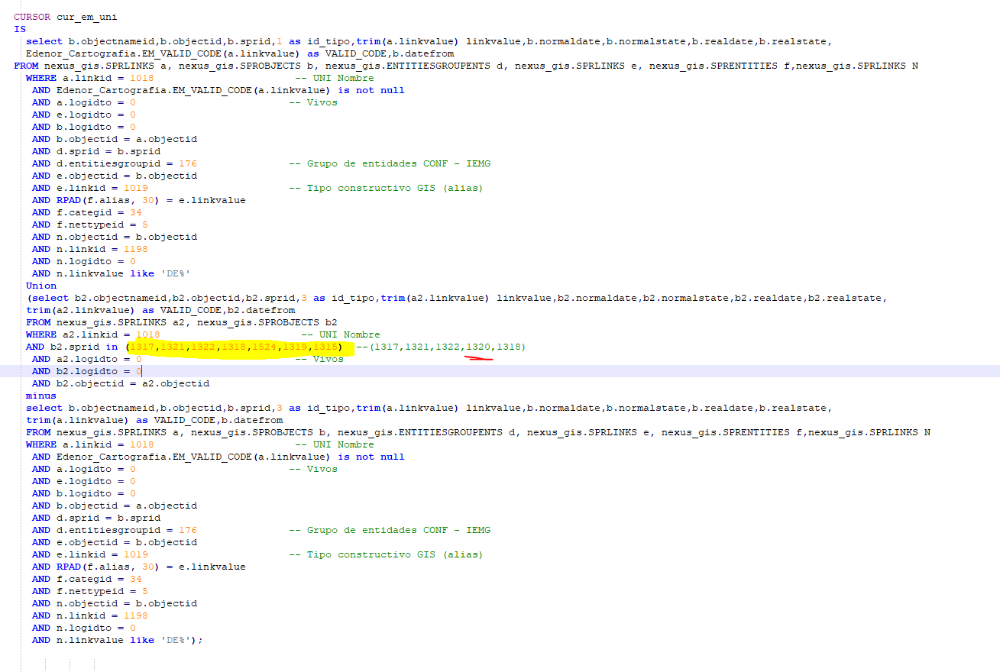 CURSOR cur_em_uni
IS
select b.objectnameid,b.objectid,b.sprid,1 as id_tipo,trim(a.linkvalue) linkvalue,b.normaldate,b.normalstate,b.realdate,b.realstate,
Edenor_Cartografia.EM_VALID_CODE(a.linkvalue) as VALID_CODE,b.datefrom
FROM nexus_gis.SPRLINKS a, nexus_gis.SPROBJECTS b, nexus_gis.ENTITIESGROUPENTS d, nexus_gis.SPRLINKS e, nexus_gis.SPRENTITIES f,nexus_gis.SPRLINKS N
WHERE a.linkid = 1018 -- UNI Nombre
AND Edenor_Cartografia.EM_VALID_CODE(a.linkvalue) is not null
AND a.logidto = 0 -- Vivos
AND e.logidto = 0
AND b.logidto = 0
AND b.objectid = a.objectid
AND d.sprid = b.sprid
AND d.entitiesgroupid = 176 -- Grupo de entidades CONF - IEMG
AND e.objectid = b.objectid
AND e.linkid = 1019 -- Tipo constructivo GIS (alias)
AND RPAD(f.alias, 30) = e.linkvalue
AND f.categid = 34
AND f.nettypeid = 5
AND n.objectid = b.objectid
AND n.linkid = 1198
AND n.logidto = 0
AND n.linkvalue like 'DE%'
Union
(select b2.objectnameid,b2.objectid,b2.sprid,3 as id_tipo,trim(a2.linkvalue) linkvalue,b2.normaldate,b2.normalstate,b2.realdate,b2.realstate,
trim(a2.linkvalue) as VALID_CODE,b2.datefrom
FROM nexus_gis.SPRLINKS a2, nexus_gis.SPROBJECTS b2
WHERE a2.linkid = 1018 -- UNI Nombre
AND b2.sprid in (1317,1321,1322,1318,1524,1319,1315) --(1317,1321,1322,1320,1318)
AND a2.logidto = 0 -- Vivos
AND b2.logidto = 0
AND b2.objectid = a2.objectid
minus
select b.objectnameid,b.objectid,b.sprid,3 as id_tipo,trim(a.linkvalue) linkvalue,b.normaldate,b.normalstate,b.realdate,b.realstate,
trim(a.linkvalue) as VALID_CODE,b.datefrom
FROM nexus_gis.SPRLINKS a, nexus_gis.SPROBJECTS b, nexus_gis.ENTITIESGROUPENTS d, nexus_gis.SPRLINKS e, nexus_gis.SPRENTITIES f,nexus_gis.SPRLINKS N
WHERE a.linkid = 1018 -- UNI Nombre
AND Edenor_Cartografia.EM_VALID_CODE(a.linkvalue) is not null
AND a.logidto = 0 -- Vivos
AND e.logidto = 0
AND b.logidto = 0
AND b.objectid = a.objectid
AND d.sprid = b.sprid
AND d.entitiesgroupid = 176 -- Grupo de entidades CONF - IEMG
AND e.objectid = b.objectid
AND e.linkid = 1019 -- Tipo constructivo GIS (alias)
AND RPAD(f.alias, 30) = e.linkvalue
AND f.categid = 34
AND f.nettypeid = 5
AND n.objectid = b.objectid
AND n.linkid = 1198
AND n.logidto = 0
AND n.linkvalue like 'DE%');